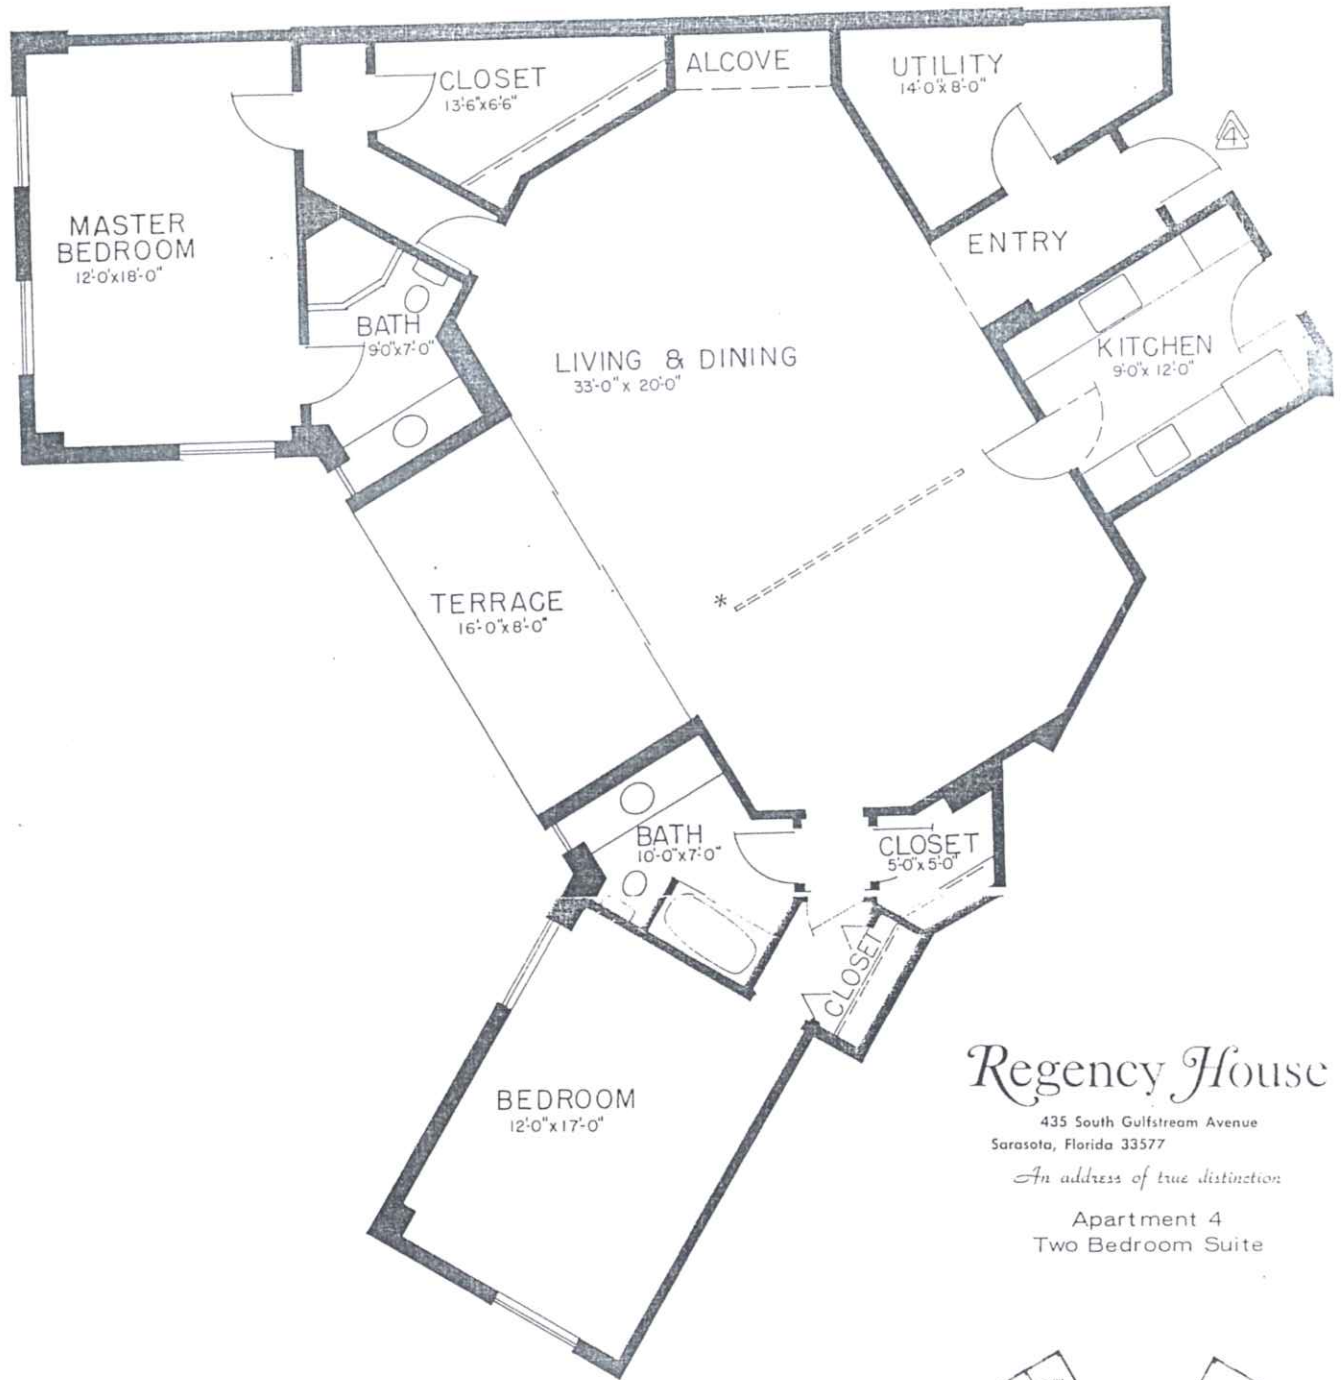 CLOSET
13'-6"x6'-6"
ALCOVE
UTILITY
14'-0"x8'-0"
4
MASTER
BEDROOM
12'-0"x18'-0"
ENTRY
BATH
9'-0"x7'-0"
LIVING & DINING
33'-0" x 20'-0"
KITCHEN
9'-0"x 12'-0"
TERRACE
16'-0"x8'-0"
*
BATH
10'-0"x7'-0"
CLOSET
5'-0"x5'-0"
CLOSET
BEDROOM
12'-0"x17'-0"
Regency House
435 South Gulfstream Avenue
Sarasota, Florida 33577
An address of true distinction
Apartment 4
Two Bedroom Suite